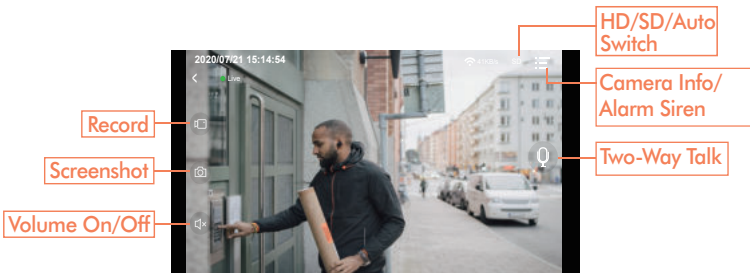 HD/SD/Auto
Switch
2020/07/21 15:14:54
SD
Live
Camera Info/
Alarm Siren
Record
Screenshot
Two-Way Talk
Volume On/Off